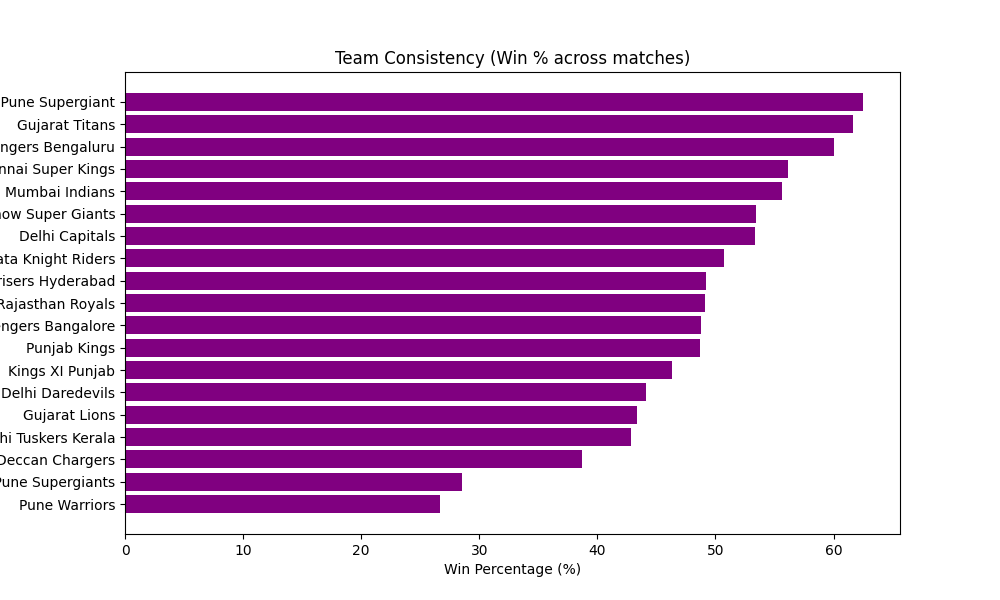 Team Consistency (Win % across matches)
Pune Supergiant
Gujarat Titans
ngers Bengaluru
nnai Super Kings
Mumbai Indians
now Super Giants
Delhi Capitals
ata Knight Riders
risers Hyderabad
Rajasthan Royals
engers Bangalore
Punjab Kings
Kings XI Punjab
Delhi Daredevils
Gujarat Lions
hi Tuskers Kerala
Deccan Chargers
Pune Supergiants
Pune Warriors
0 10 20 30 40 50 60
Win Percentage (%)